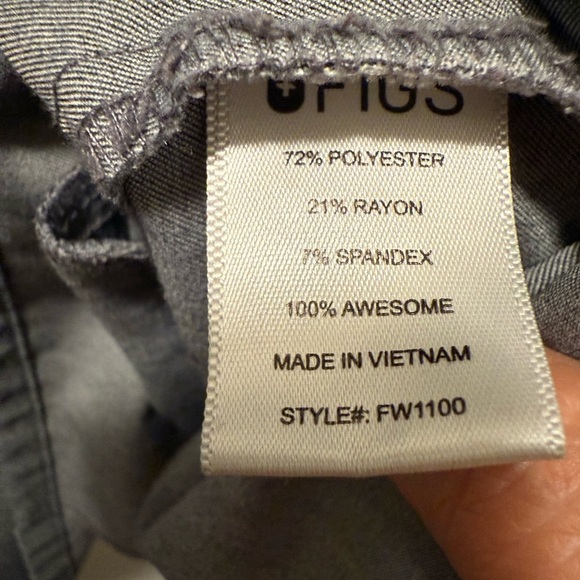 FIGS
72% POLYESTER
21% RAYON
7% SPANDEX
100% AWESOME
MADE IN VIETNAM
STYLE#: FW1100